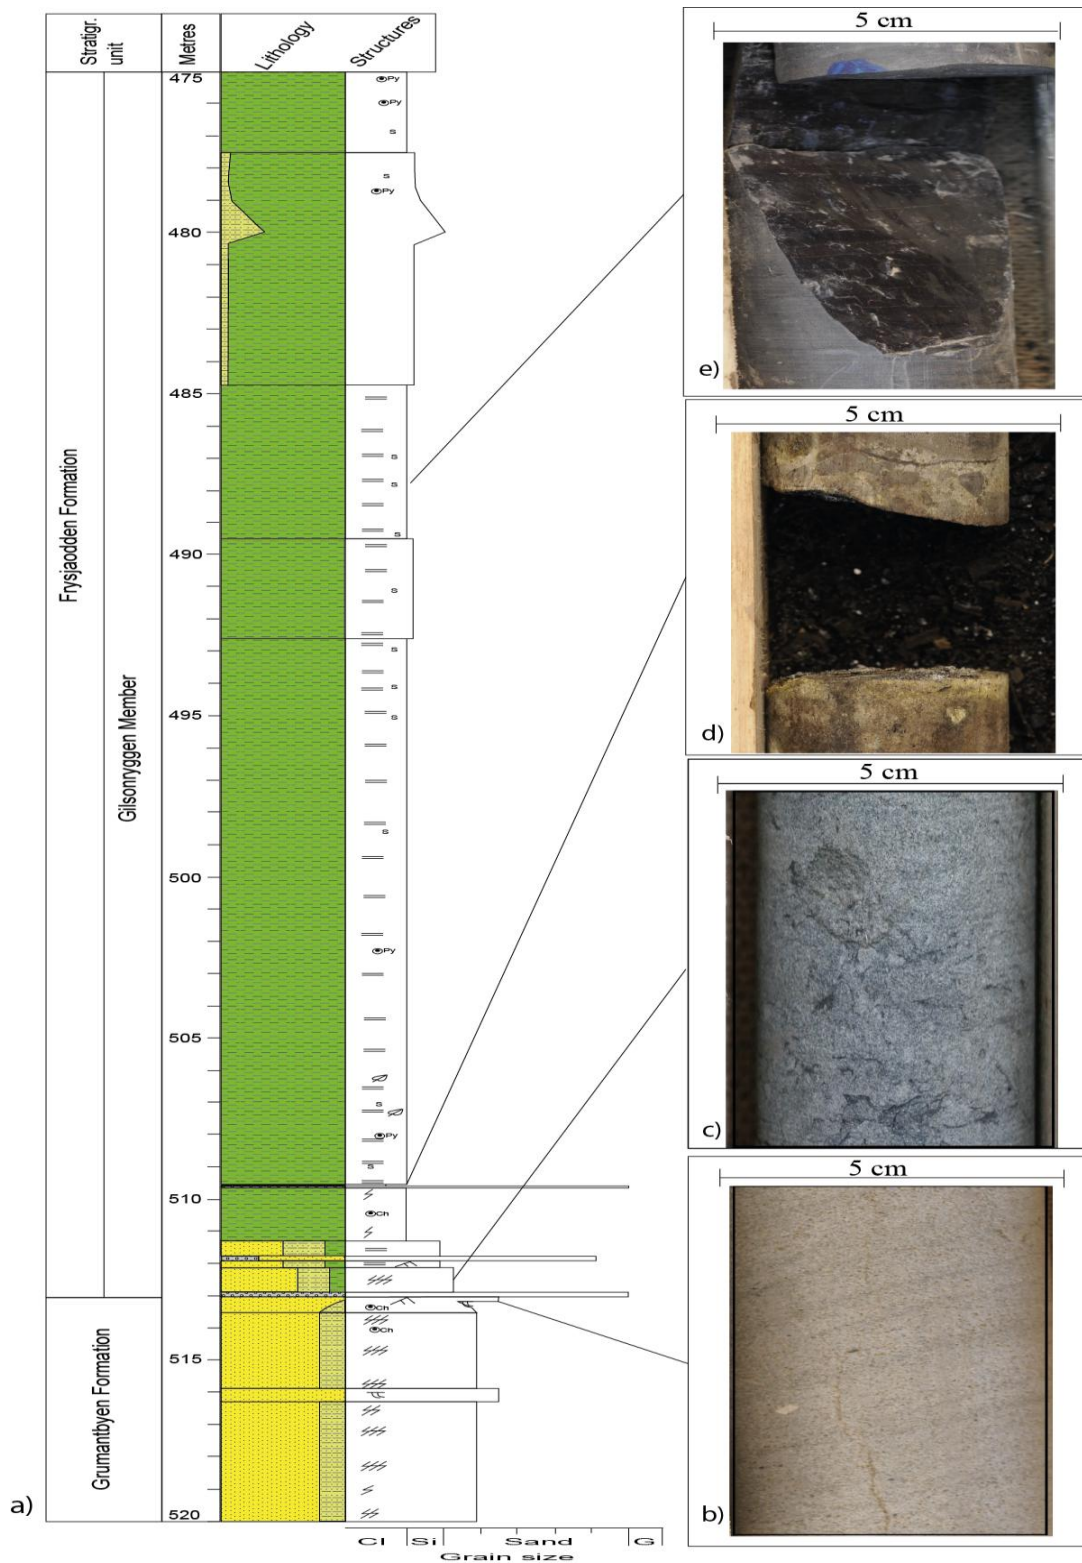 Stratigr. unit
Metres
Lithology
Structures
475
480
485
490
495
500
505
510
515
520
Frysjaodden Formation
Gilsonryggen Member
Grumantbyen Formation
Py
Py
s
s
Py
s
s
s
s
s
s
s
s
Py
s
Py
s
Ch
Ch
Ch
a)
Cl
Si
Sand
G
Grain size
5 cm
e)
5 cm
d)
5 cm
c)
5 cm
b)